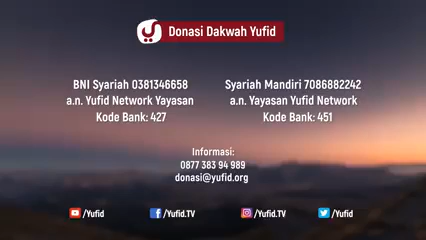 Donasi Dakwah Yufid
BNI Syariah 0381346658
a.n. Yufid Network Yayasan
Kode Bank: 427
Syariah Mandiri 7086882242
a.n. Yayasan Yufid Network
Kode Bank: 451
Informasi:
0877 383 94 989
donasi@yufid.org
/Yufid
/Yufid.TV
/Yufid.TV
/Yufid